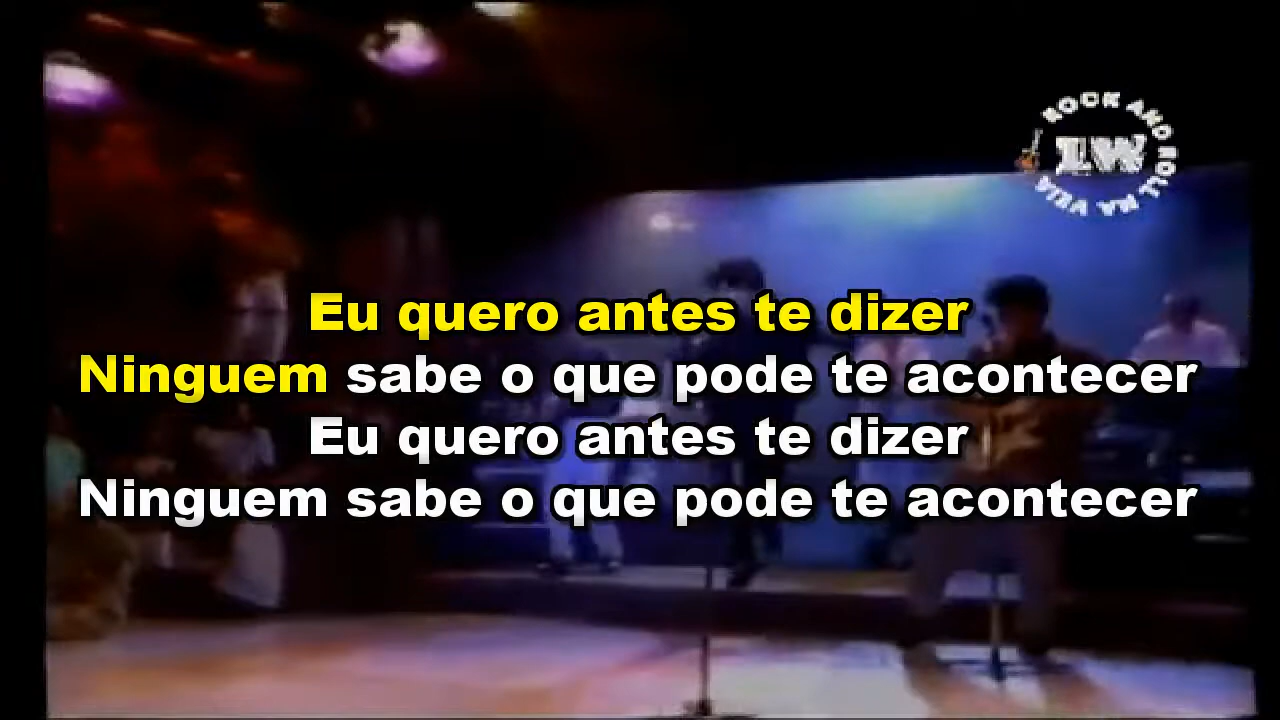 ROCK AND ROLL NA VEIA
LW
Eu quero antes te dizer
Ninguem sabe o que pode te acontecer
Eu quero antes te dizer
Ninguem sabe o que pode te acontecer